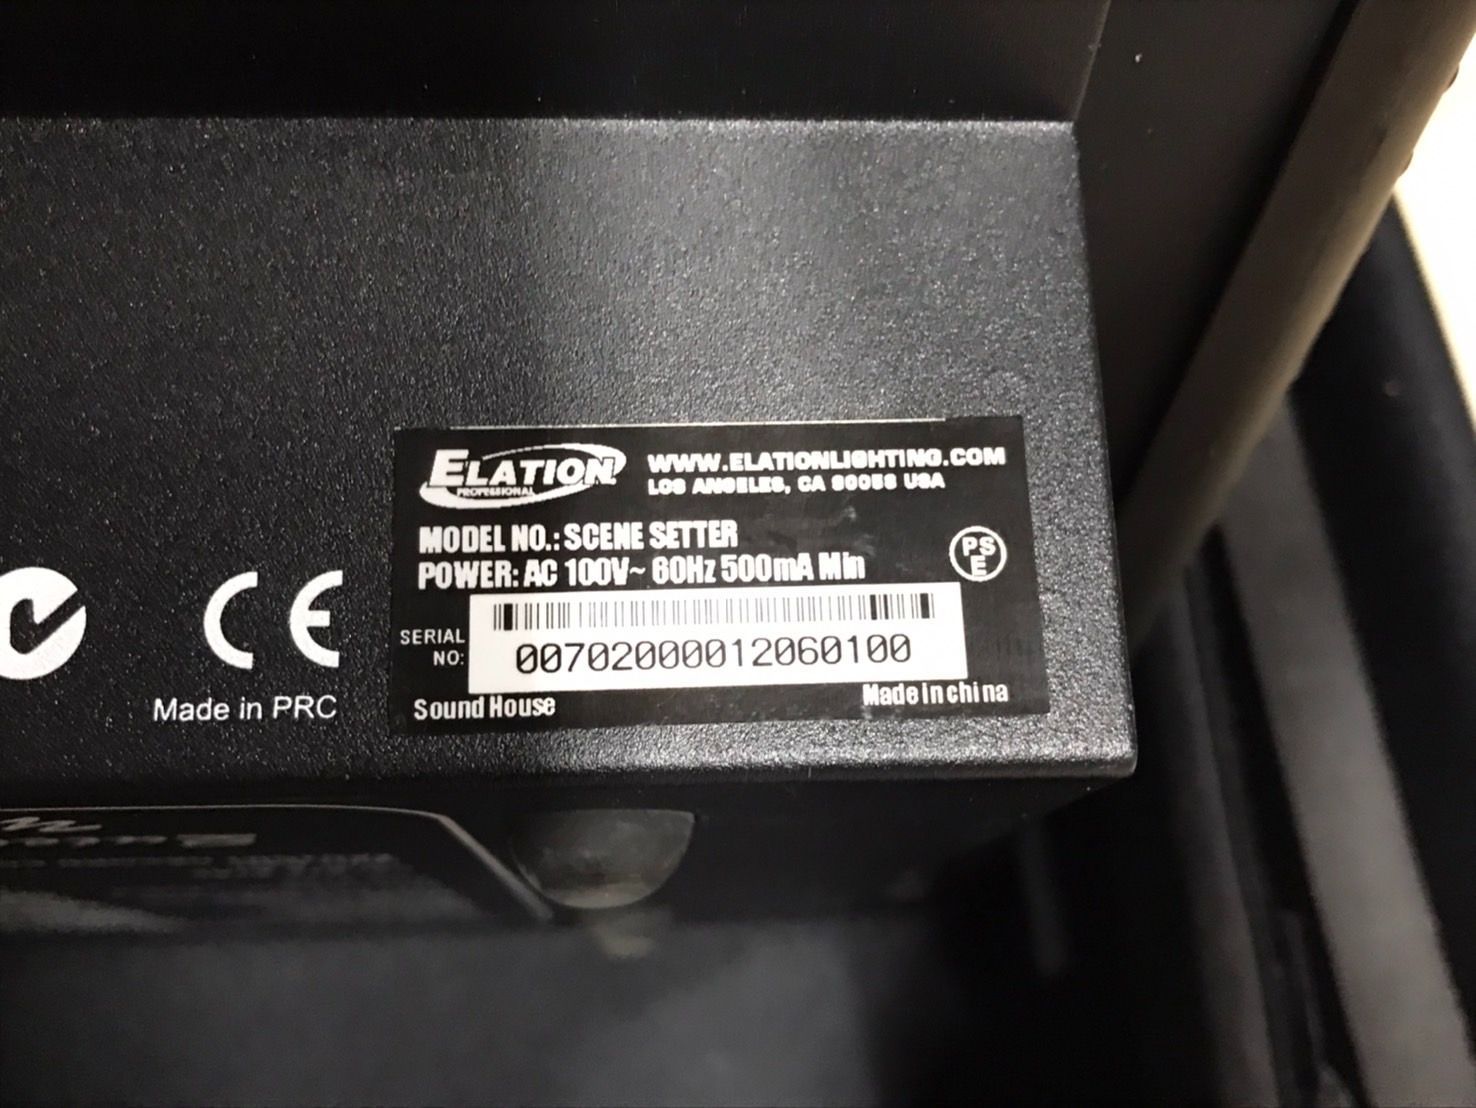 ELATION
PROFESSIONAL
WWW.ELATIONLIGHTING.COM
LOS ANGELES, CA 90058 USA
MODEL NO.: SCENE SETTER
POWER: AC 100V~ 60Hz 500mA Min
PS
E
SERIAL
NO:
00702000012060100
Sound House
Made in china
CE
Made in PRC